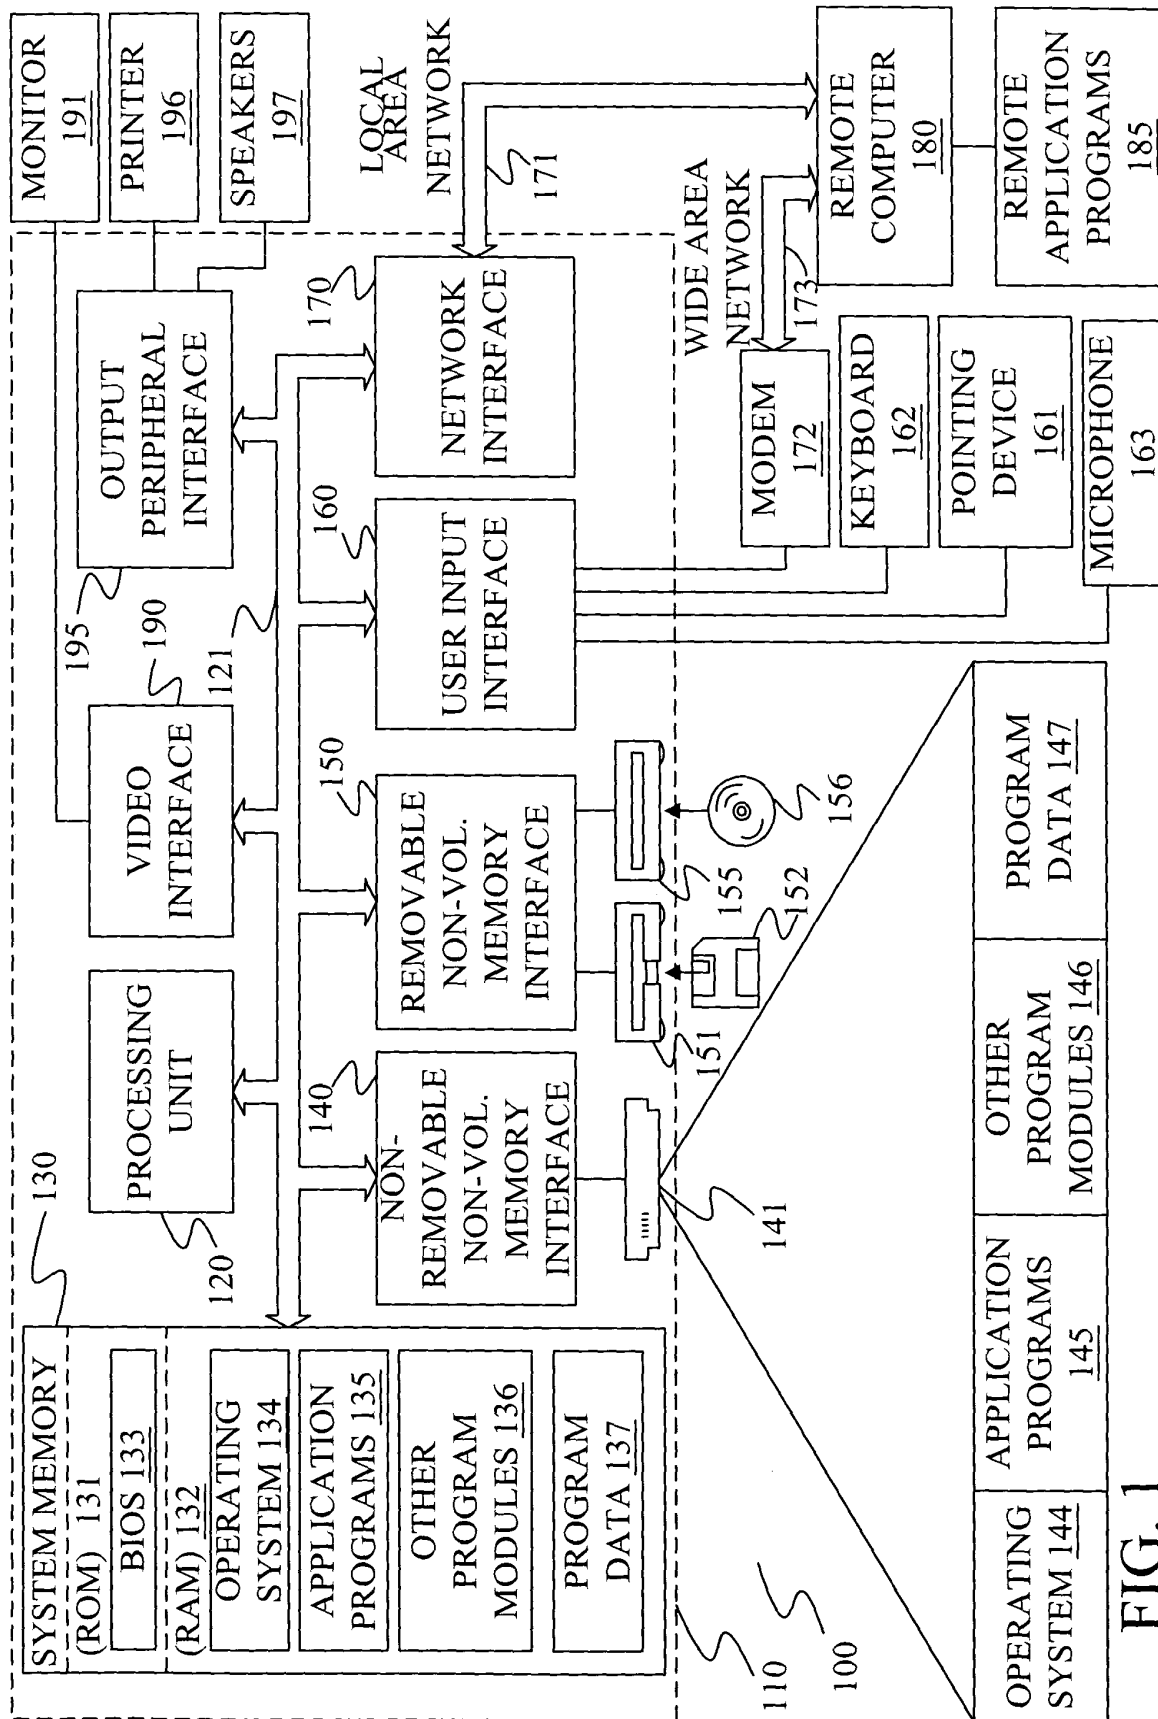 SYSTEM MEMORY
(ROM) 131
BIOS 133
(RAM) 132
OPERATING
SYSTEM 134
APPLICATION
PROGRAMS 135
OTHER
PROGRAM
MODULES 136
PROGRAM
DATA 137
130
PROCESSING
UNIT
120
VIDEO
INTERFACE
190
121
OUTPUT
PERIPHERAL
INTERFACE
195
MONITOR
191
PRINTER
196
SPEAKERS
197
NON-
REMOVABLE
NON-VOL.
MEMORY
INTERFACE
140
REMOVABLE
NON-VOL.
MEMORY
INTERFACE
150
USER INPUT
INTERFACE
160
NETWORK
INTERFACE
170
LOCAL
AREA
NETWORK
171
141
151
152
155
156
WIDE AREA
NETWORK
173
MODEM
172
KEYBOARD
162
POINTING
DEVICE
161
MICROPHONE
163
REMOTE
COMPUTER
180
REMOTE
APPLICATION
PROGRAMS
185
110
100
OPERATING
SYSTEM 144
APPLICATION
PROGRAMS
145
OTHER
PROGRAM
MODULES 146
PROGRAM
DATA 147
FIG. 1